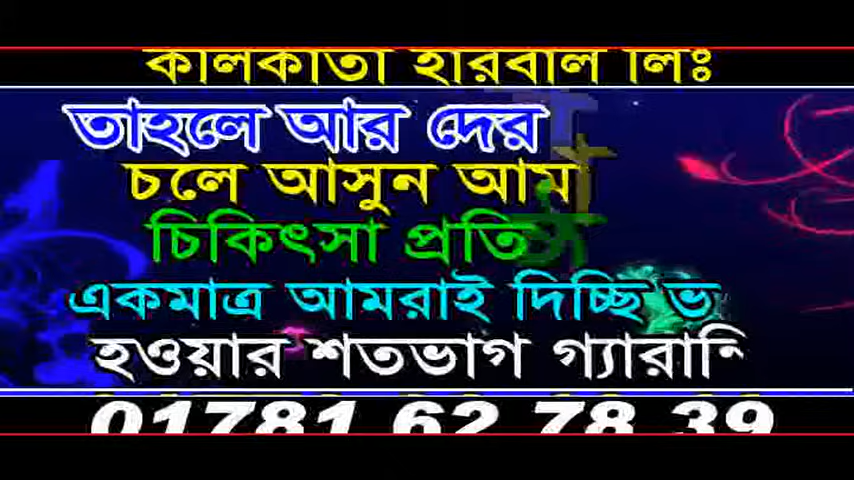 কালকাতা হারবাল লিঃ
তাহলে আর দের
চলে আসুন আম
চিকিৎসা প্রতি
একমাত্র আমরাই দিচ্ছি ভ
হওয়ার শতভাগ গ্যারান্টি
01781 62 78 39